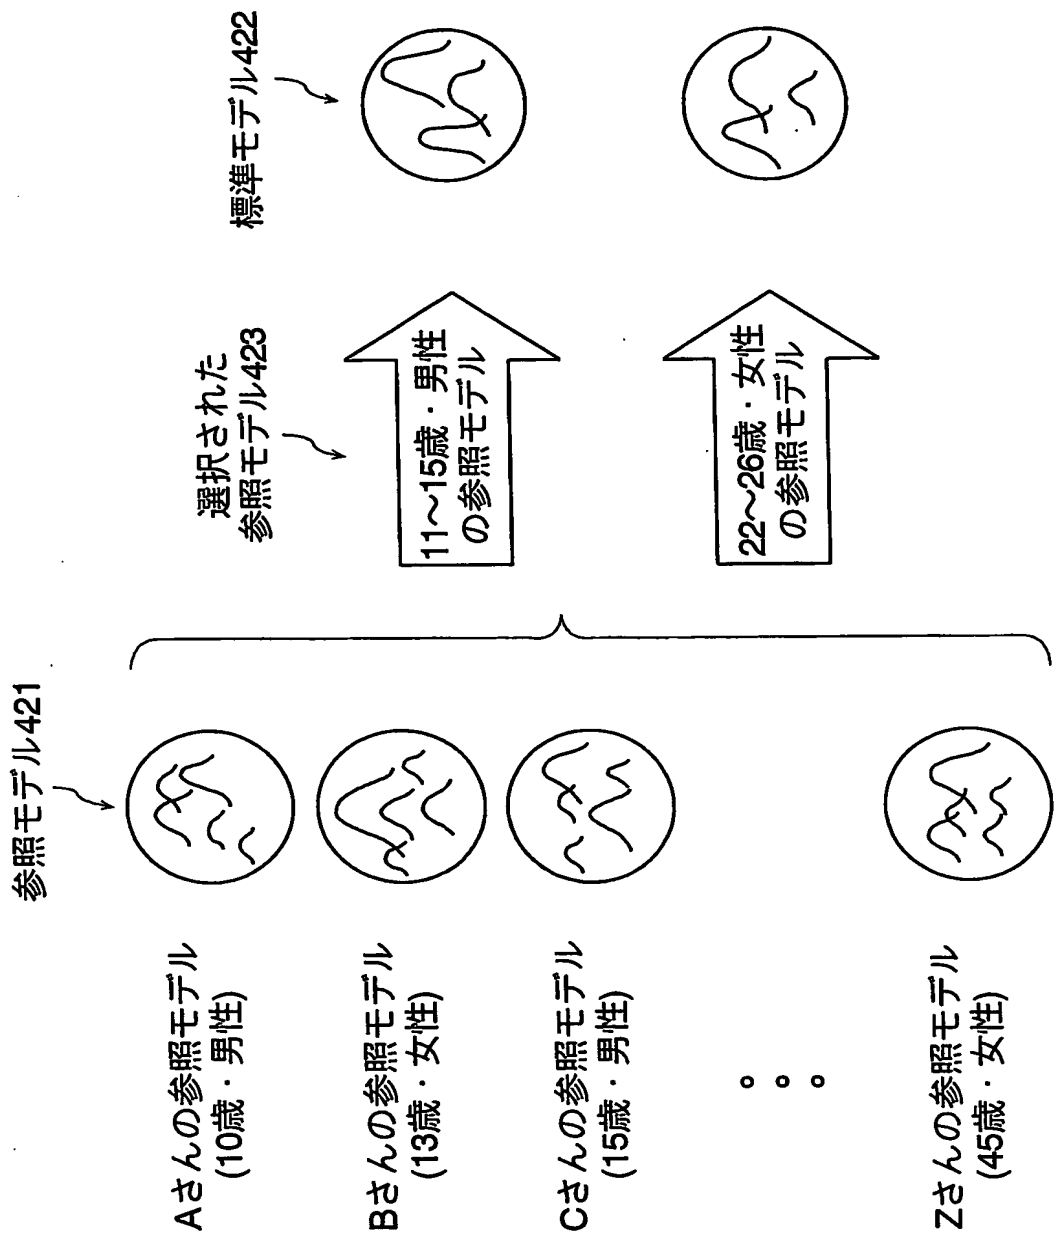 参照モデル421
Aさんの参照モデル
(10歳・男性)
Bさんの参照モデル
(13歳・女性)
Cさんの参照モデル
(15歳・男性)
Zさんの参照モデル
(45歳・女性)
選択された
参照モデル423
11〜15歳・男性
の参照モデル
22〜26歳・女性
の参照モデル
標準モデル422